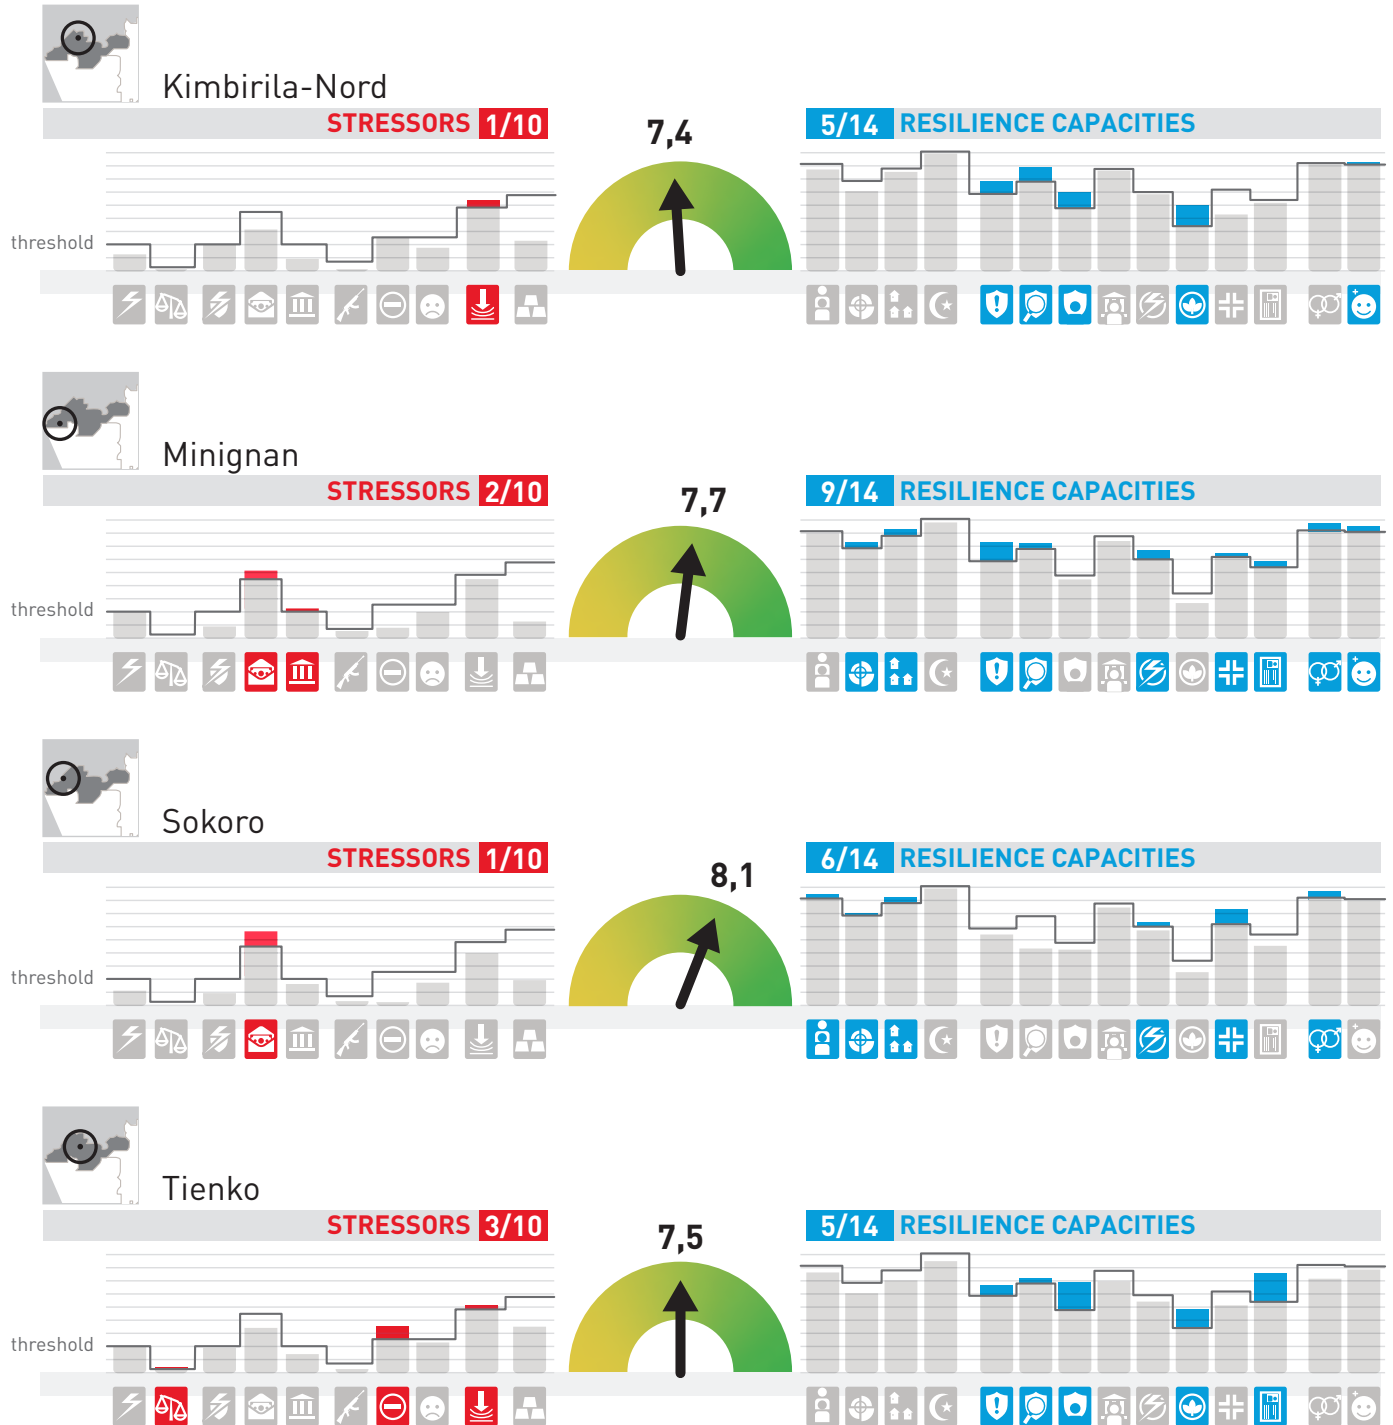 Kimbirila-Nord
STRESSORS 1/10
7,4
5/14 RESILIENCE CAPACITIES
threshold
Minignan
STRESSORS 2/10
7,7
9/14 RESILIENCE CAPACITIES
threshold
Sokoro
STRESSORS 1/10
8,1
6/14 RESILIENCE CAPACITIES
threshold
Tienko
STRESSORS 3/10
7,5
5/14 RESILIENCE CAPACITIES
threshold